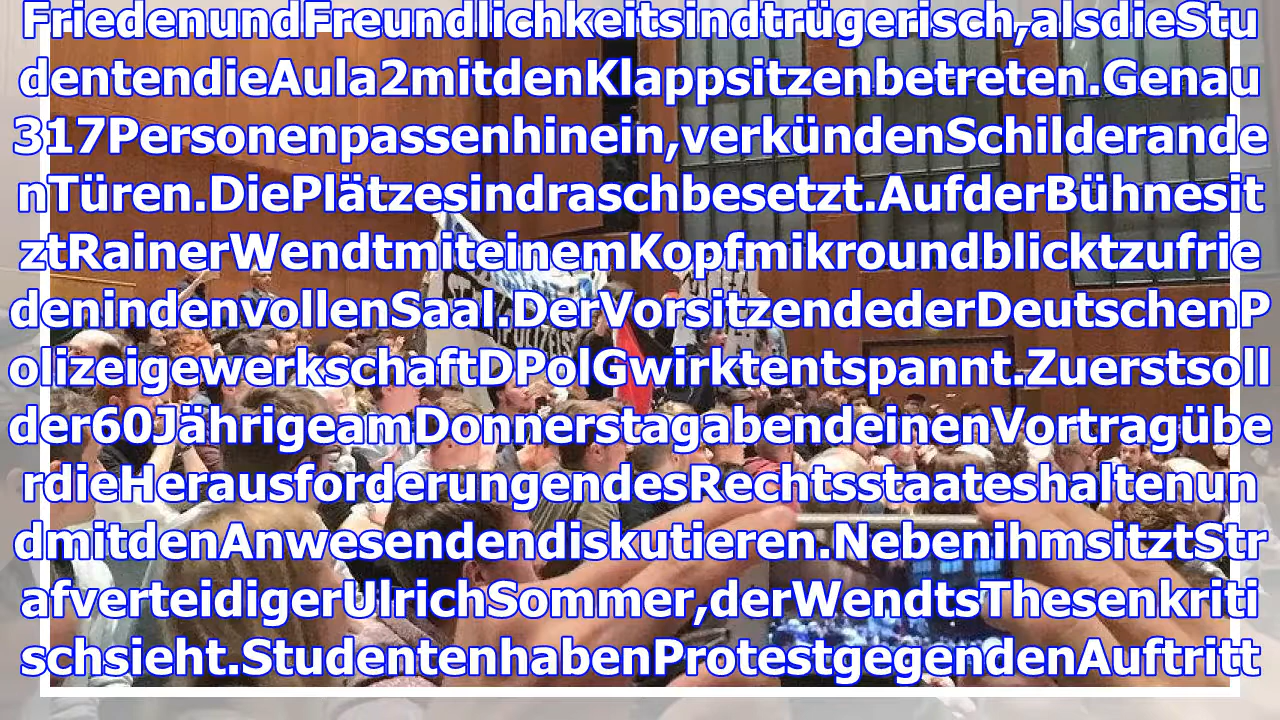 FriedenundFreundlichkeitsindtrügerisch,alsdieStu
dentendieAula2mitdenKlappsitzenbetreten.Genau
317Personenpassenhinein,verkündenSchilderande
nTüren.DiePlätzesindraschbesetzt.AufderBühnesit
ztRainerWendtmiteinemKopfmikroundblicktzufrie
denindenvollenSaal.DerVorsitzendederDeutschenP
olizeigewerkschaftDPolGwirktentspannt.Zuerstsoll
der60JährigeamDonnerstagabendeinenVortragübe
rdieHerausforderungendesRechtsstaateshaltenun
dmitdenAnwesendendiskutieren.NebenihmsitztStr
afverteidigerUlrichSommer,derWendtsThesenkriti
schsieht.StudentenhabenProtestgegendenAuftritt